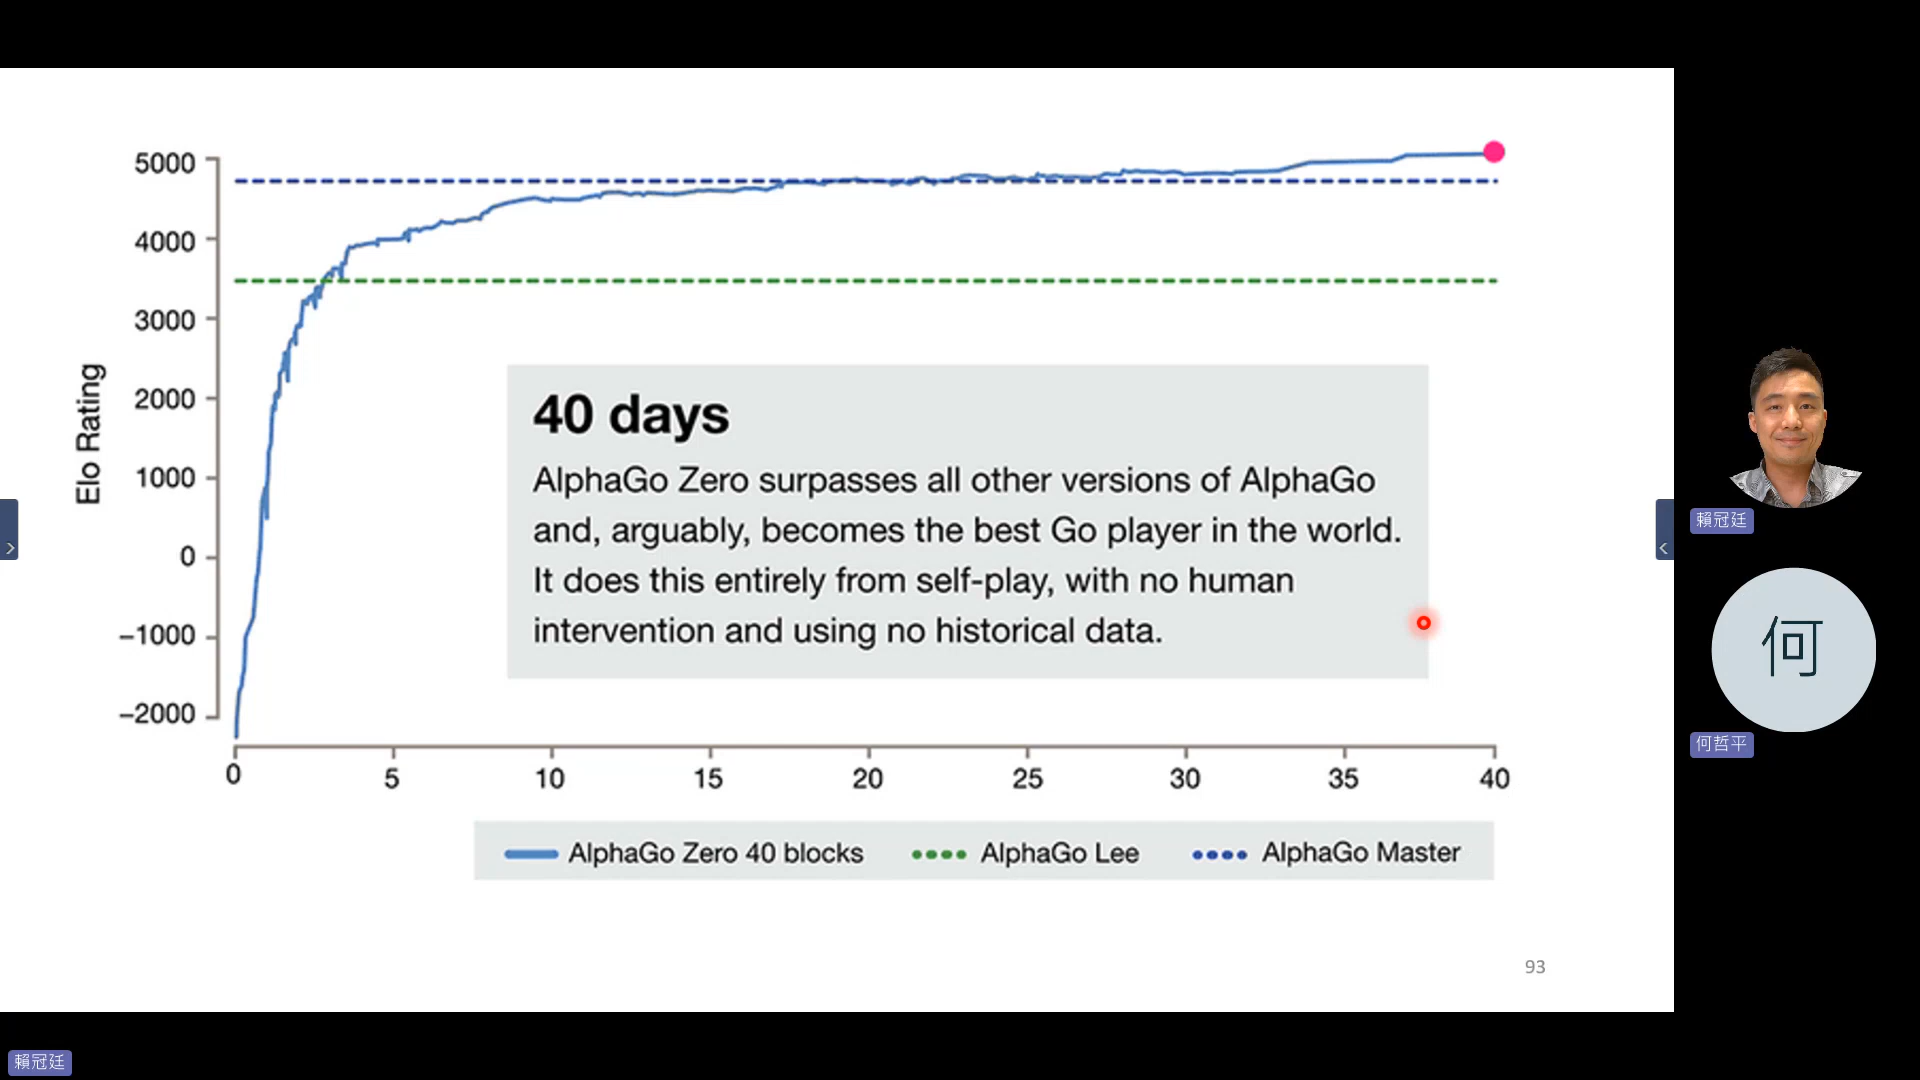 5000
4000
3000
2000
1000
0
−1000
−2000
Elo Rating
40 days
AlphaGo Zero surpasses all other versions of AlphaGo
and, arguably, becomes the best Go player in the world.
It does this entirely from self-play, with no human
intervention and using no historical data.
0 5 10 15 20 25 30 35 40
AlphaGo Zero 40 blocks AlphaGo Lee AlphaGo Master
93
賴冠廷
何
何哲平
賴冠廷